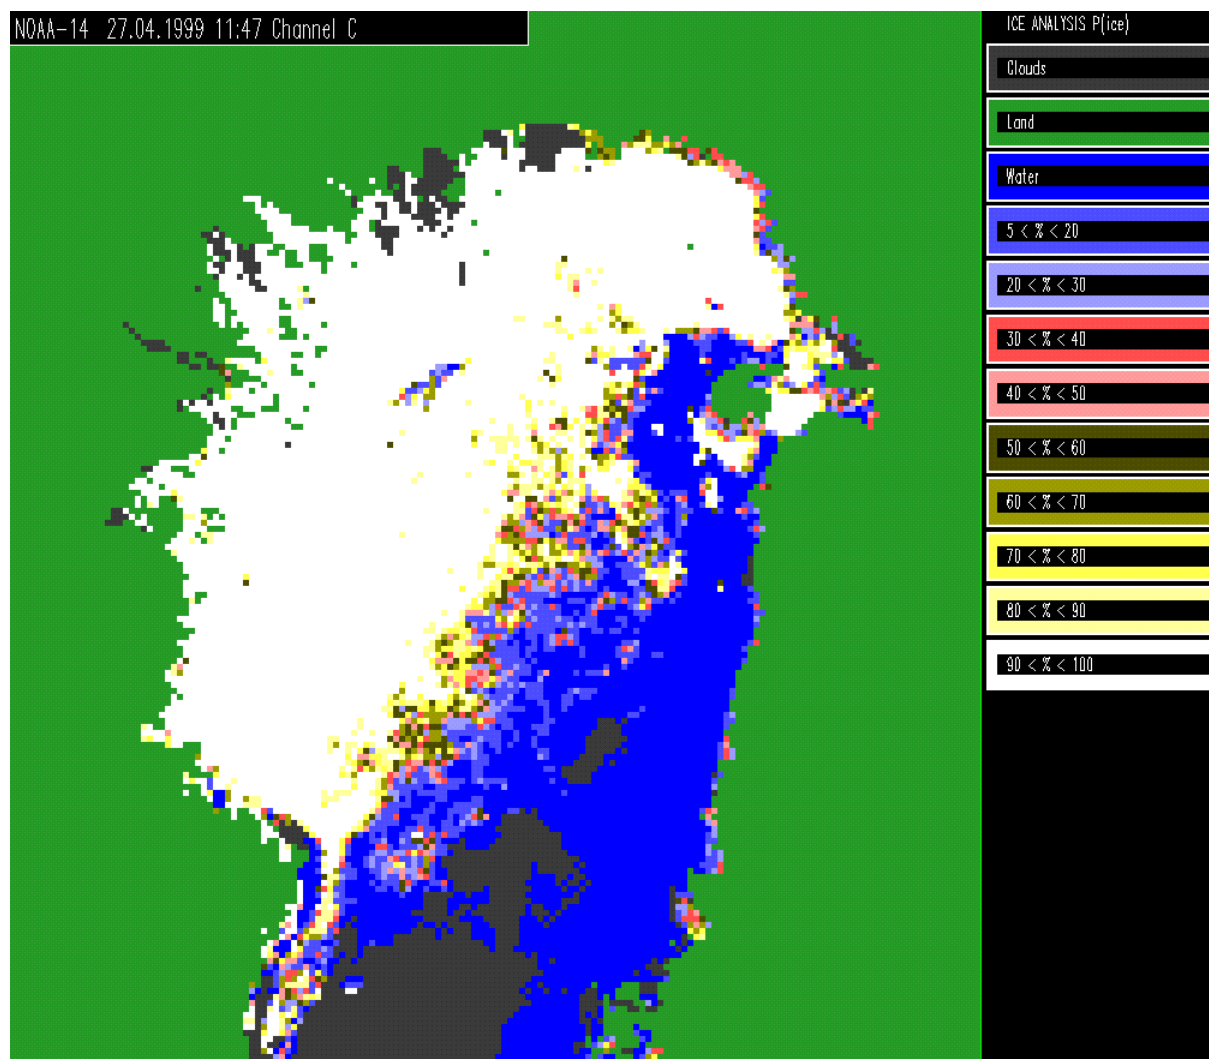 NOAA-14 27.04.1999 11:47 Channel C
ICE ANALYSIS P(ice)
Clouds
Land
Water
5 < % < 20
20 < % < 30
30 < % < 40
40 < % < 50
50 < % < 60
60 < % < 70
70 < % < 80
80 < % < 90
90 < % < 100